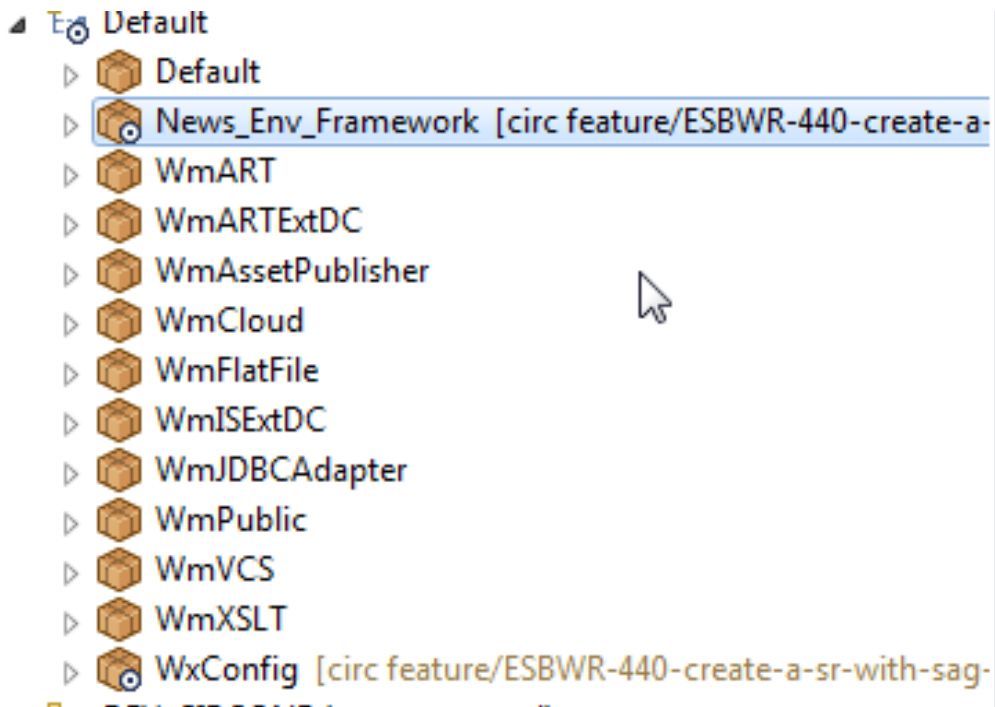 Default
Default
News_Env_Framework [circ feature/ESBWR-440-create-a-
WmART
WmARTExtDC
WmAssetPublisher
WmCloud
WmFlatFile
WmISExtDC
WmJDBCAdapter
WmPublic
WmVCS
WmXSLT
WxConfig [circ feature/ESBWR-440-create-a-sr-with-sag-